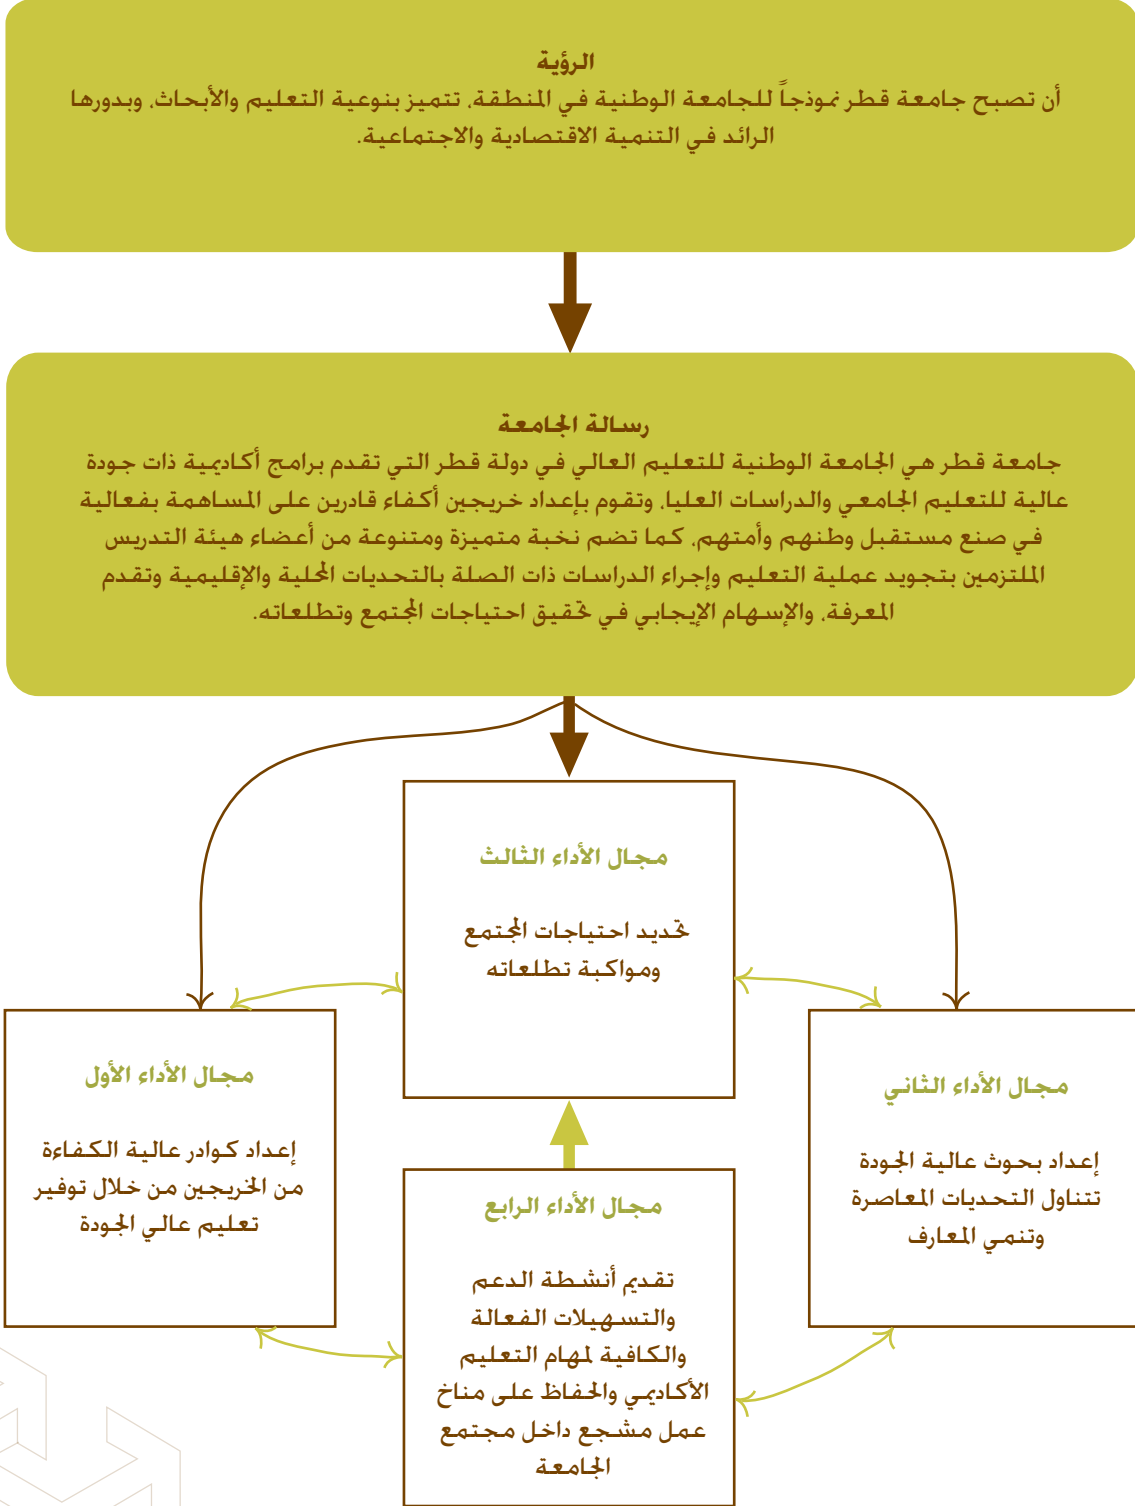 الرؤية
أن تصبح جامعة قطر نموذجاً للجامعة الوطنية في المنطقة، تتميز بنوعية التعليم والأبحاث، وبدورها
الرائد في التنمية الاقتصادية والاجتماعية.
رسالة الجامعة
جامعة قطر هي الجامعة الوطنية للتعليم العالي في دولة قطر التي تقدم برامج أكاديمية ذات جودة
عالية للتعليم الجامعي والدراسات العليا، وتقوم بإعداد خريجين أكفاء قادرين على المساهمة بفعالية
في صنع مستقبل وطنهم وأمتهم، كما تضم نخبة متميزة ومتنوعة من أعضاء هيئة التدريس
الملتزمين بتجويد عملية التعليم وإجراء الدراسات ذات الصلة بالتحديات المحلية والإقليمية وتقدم
المعرفة، والإسهام الإيجابي في تحقيق احتياجات المجتمع وتطلعاته.
مجال الأداء الثالث
تحديد احتياجات المجتمع
ومواكبة تطلعاته
مجال الأداء الثاني
إعداد بحوث عالية الجودة
تتناول التحديات المعاصرة
وتنمي المعارف
مجال الأداء الأول
إعداد كوادر عالية الكفاءة
من الخريجين من خلال توفير
تعليم عالي الجودة
مجال الأداء الرابع
تقديم أنشطة الدعم
والتسهيلات الفعالة
والكافية لمهام التعليم
الأكاديمي والحفاظ على مناخ
عمل مشجع داخل مجتمع
الجامعة